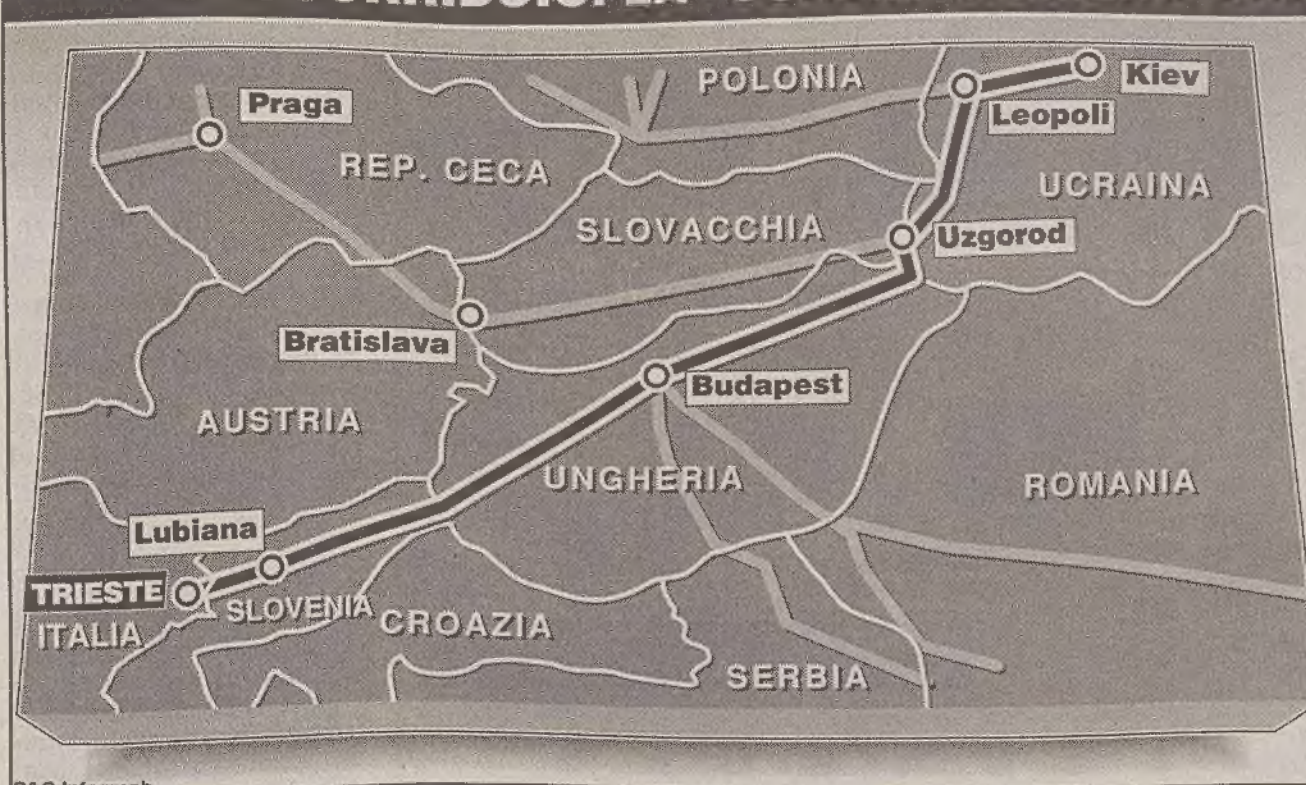 POLONIA
Kiev
Praga
Leopoli
REP. CECA
UCRAINA
SLOVACCHIA
Uzgorod
Bratislava
Budapest
AUSTRIA
UNGHERIA
ROMANIA
Lubiana
TRIESTE
SLOVENIA
ITALIA
CROAZIA
SERBIA